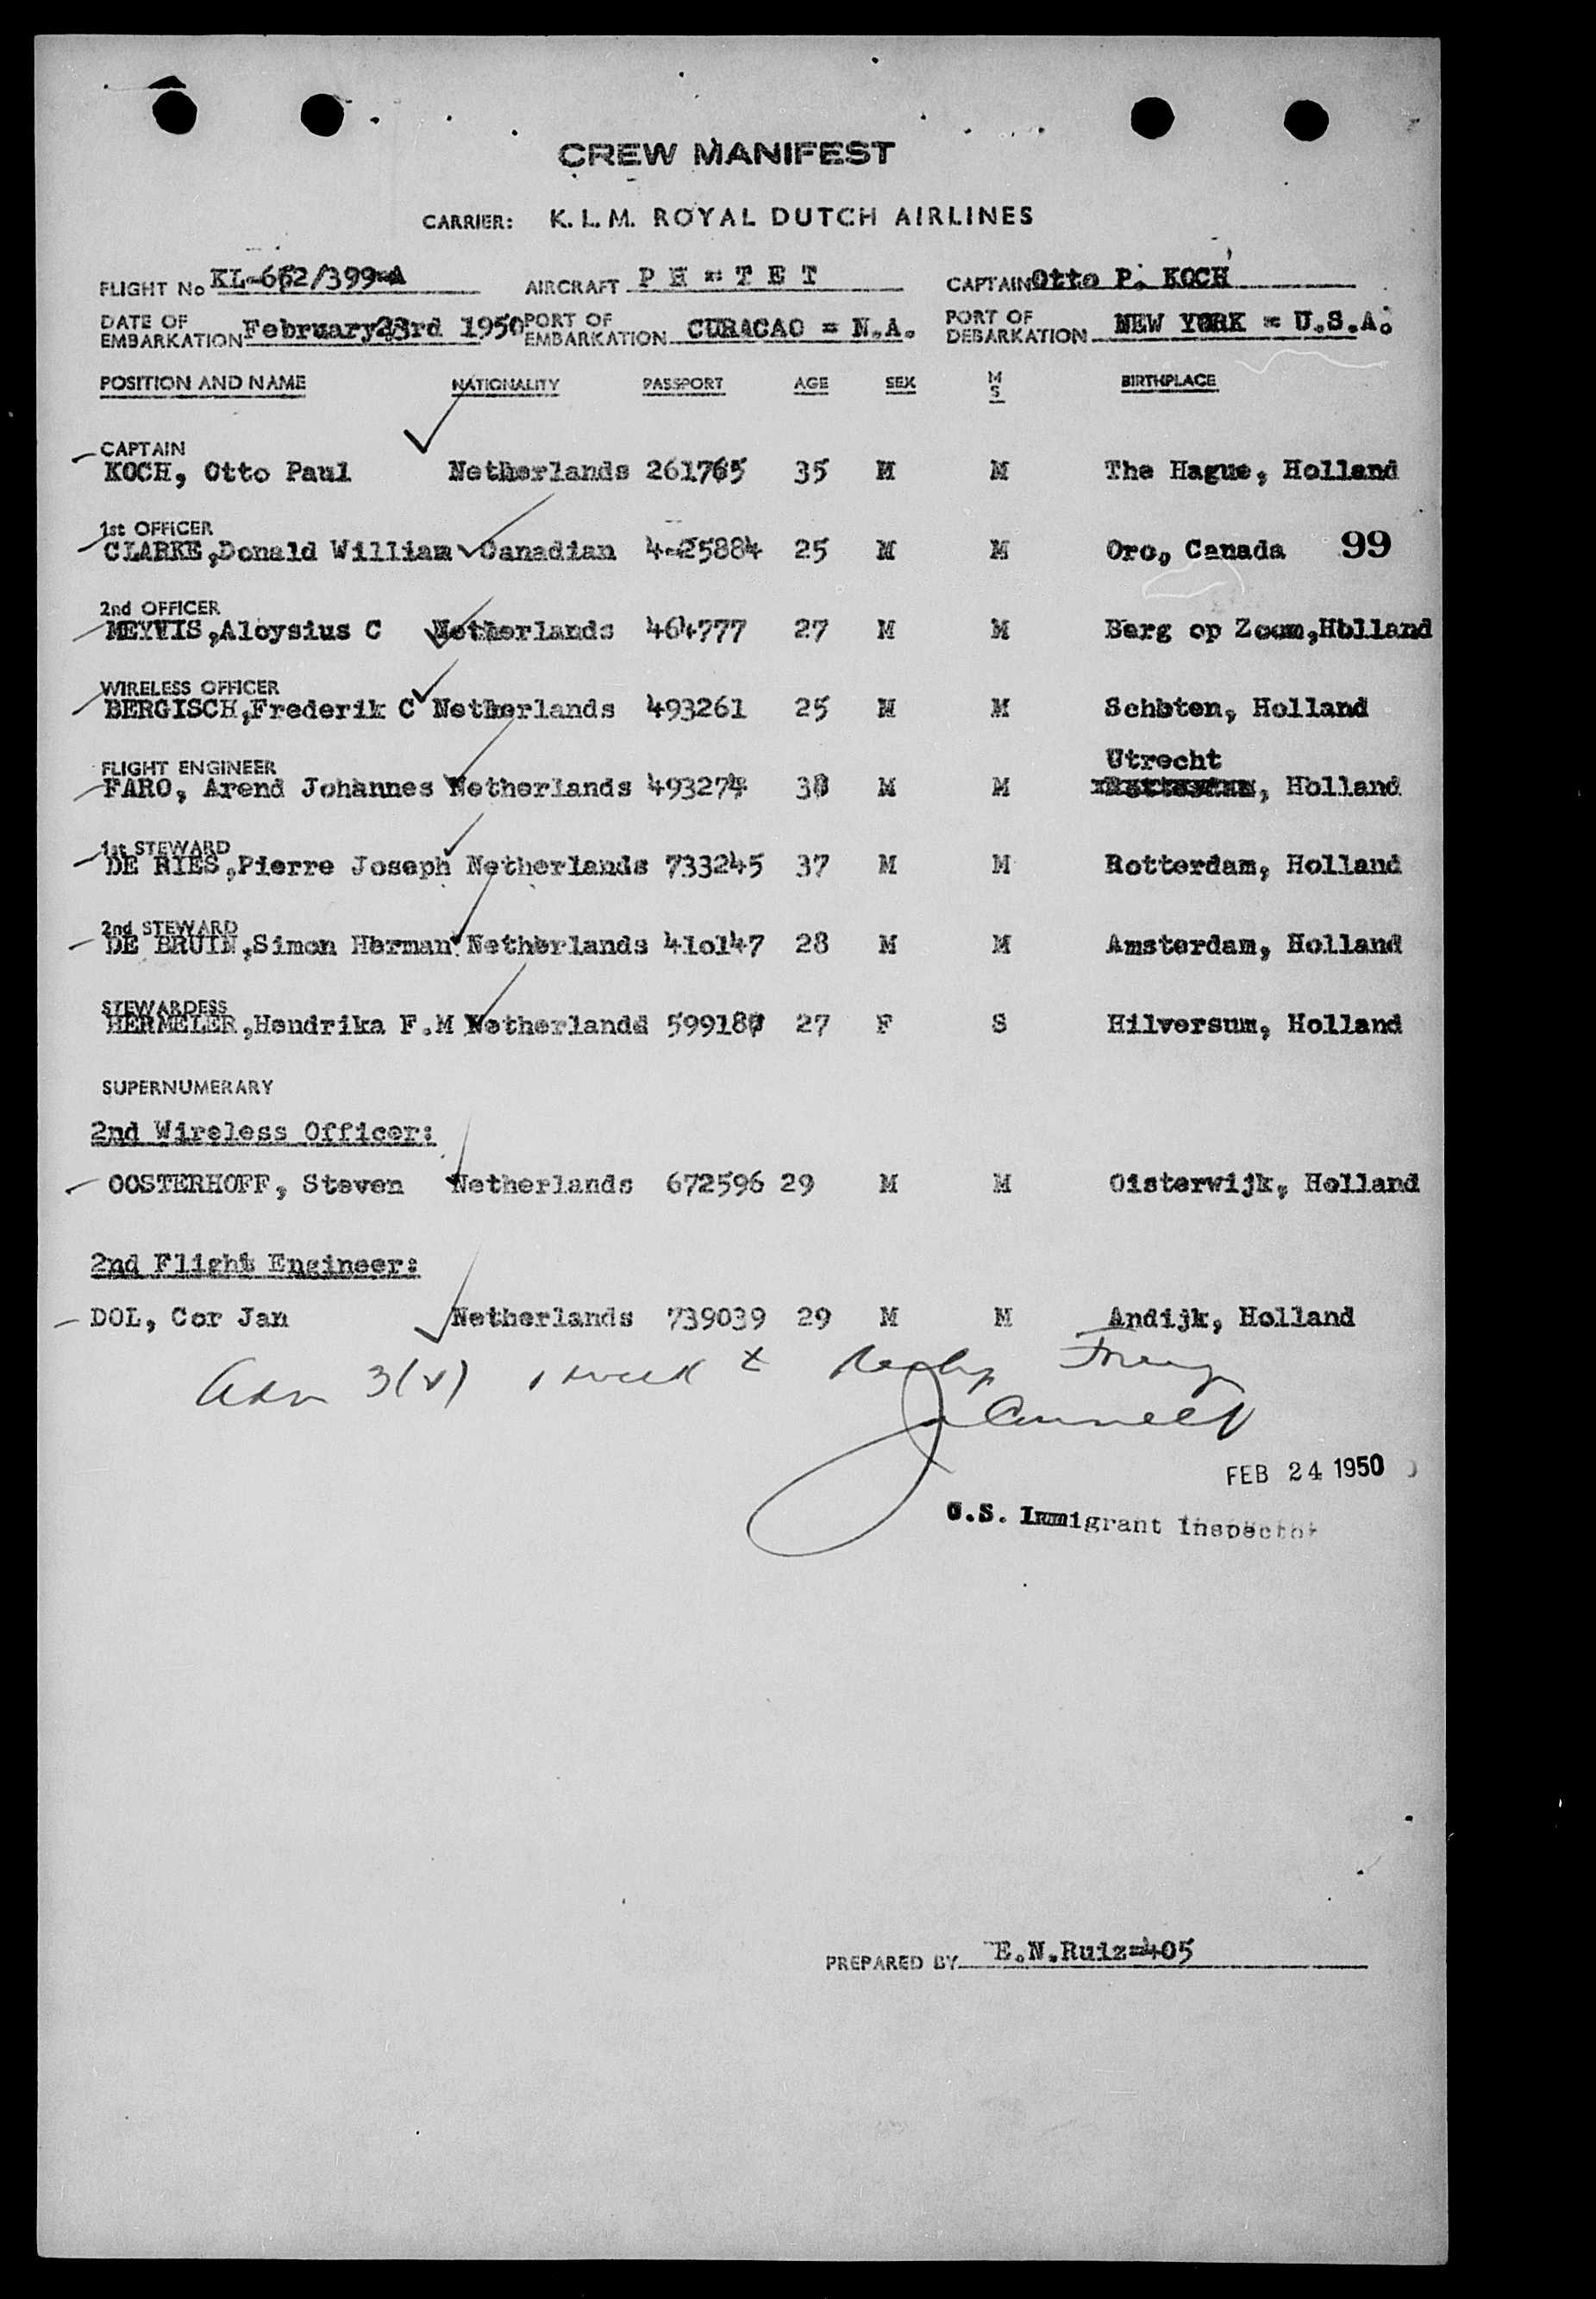 CREW MANIFEST
CARRIER: K. L. M. ROYAL DUTCH AIRLINES
FLIGHT No KL-652/399-A AIRCRAFT P H - T E T CAPTAIN Otto P. KOCH
DATE OF EMBARKATION February 23rd 1950 PORT OF EMBARKATION CURACAO = N.A. PORT OF DEBARKATION NEW YORK = U.S.A.
POSITION AND NAME NATIONALITY PASSPORT AGE SEX M S BIRTHPLACE
CAPTAIN
KOCH, Otto Paul Netherlands 261765 35 M M The Hague, Holland
1st OFFICER
CLARKE,Donald William Canadian 4-25884 25 M M Oro, Canada 99
2nd OFFICER
MEYVIS,Aloysius C Netherlands 464777 27 M M Berg op Zoom,Holland
WIRELESS OFFICER
BERGISCH,Frederik C Netherlands 493261 25 M M Schoten, Holland
FLIGHT ENGINEER Utrecht
FARO, Arend Johannes Netherlands 493274 38 M M , Holland
1st STEWARD
DE RIES,Pierre Joseph Netherlands 733245 37 M M Rotterdam, Holland
2nd STEWARD
DE BRUIN,Simon Herman Netherlands 41o147 28 M M Amsterdam, Holland
STEWARDESS
HERMELER,Hendrika F.M Netherlands 27 F S Hilversum, Holland
SUPERNUMERARY
2nd Wireless Officer:
OOSTERHOFF, Steven Netherlands 672596 29 M M Oisterwijk, Holland
2nd Flight Engineer:
DOL, Cor Jan Netherlands 739039 29 M M Andijk, Holland
Adm 3(v) 1 week
FEB 24 1950
U.S. Immigrant Inspector
PREPARED BY E.N.Ruiz=405